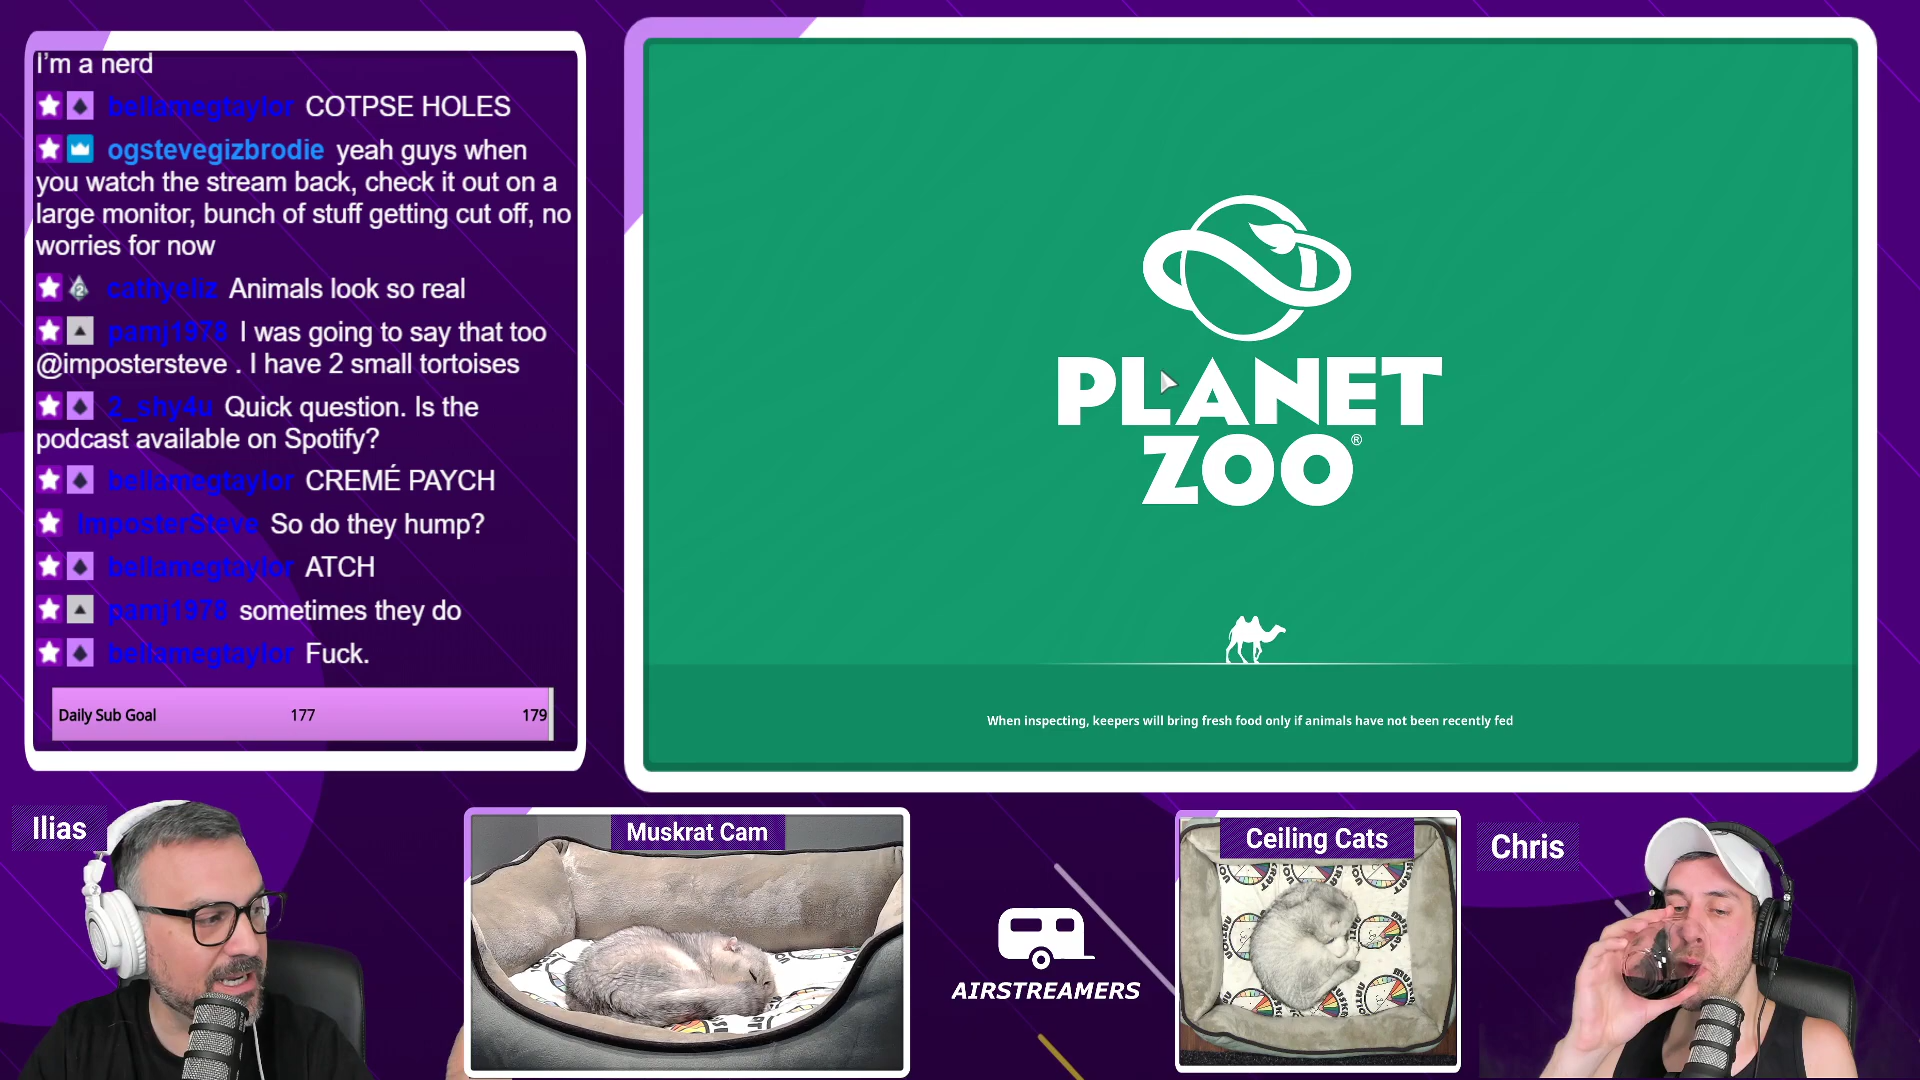 I'm a nerd
bellamegtaylor COTPSE HOLES
ogstevegizbrodie yeah guys when
you watch the stream back, check it out on a
large monitor, bunch of stuff getting cut off, no
worries for now
cathyeliz Animals look so real
pamj1978 I was going to say that too
@impostersteve . I have 2 small tortoises
2_shy4u Quick question. Is the
podcast available on Spotify?
bellamegtaylor CREMÉ PAYCH
ImposterSteve So do they hump?
bellamegtaylor ATCH
pamj1978 sometimes they do
bellamegtaylor Fuck.
Daily Sub Goal 177 179
PLANET
ZOO®
When inspecting, keepers will bring fresh food only if animals have not been recently fed
Ilias
Muskrat Cam
AIRSTREAMERS
Ceiling Cats
Chris